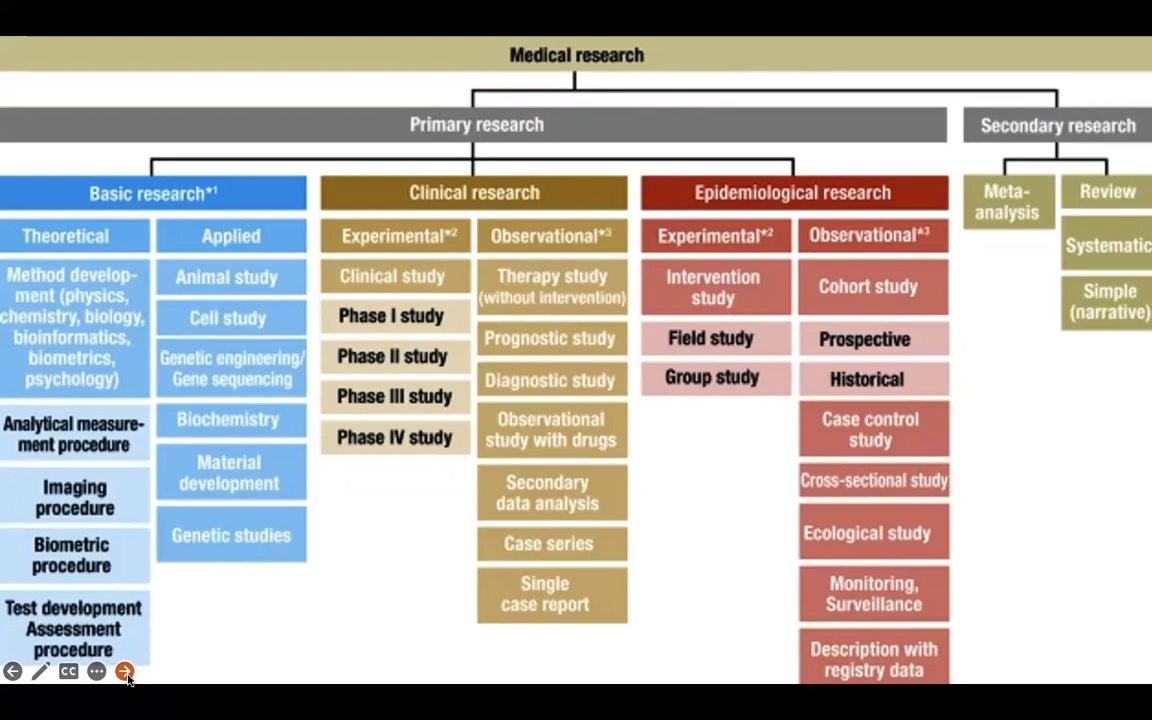 Medical research
Primary research
Secondary research
Basic research*1
Clinical research
Epidemiological research
Meta-
analysis
Review
Systematic
Simple
(narrative)
Theoretical
Method develop-
ment (physics,
chemistry, biology,
bioinformatics,
biometrics,
psychology)
Analytical measure-
ment procedure
Imaging
procedure
Biometric
procedure
Test development
Assessment
procedure
Applied
Animal study
Cell study
Genetic engineering/
Gene sequencing
Biochemistry
Material
development
Genetic studies
Experimental*2
Clinical study
Phase I study
Phase II study
Phase III study
Phase IV study
Observational*3
Therapy study
(without intervention)
Prognostic study
Diagnostic study
Observational
study with drugs
Secondary
data analysis
Case series
Single
case report
Experimental*2
Intervention
study
Field study
Group study
Observational*3
Cohort study
Prospective
Historical
Case control
study
Cross-sectional study
Ecological study
Monitoring,
Surveillance
Description with
registry data
CC